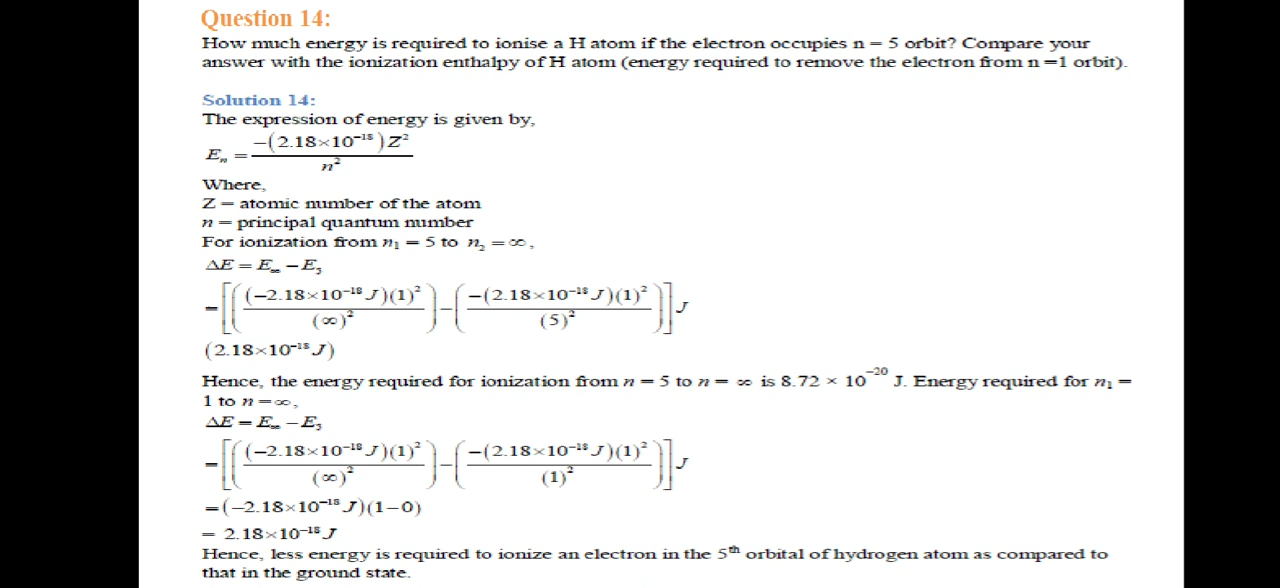 Question 14:
How much energy is required to ionise a H atom if the electron occupies n = 5 orbit? Compare your
answer with the ionization enthalpy of H atom (energy required to remove the electron from n =1 orbit).
Solution 14:
The expression of energy is given by,
Eₙ = −(2.18×10⁻¹⁸)Z² / n²
Where,
Z = atomic number of the atom
n = principal quantum number
For ionization from n₁ = 5 to n₂ = ∞,
ΔE = E∞ − E₅
= [((−2.18×10⁻¹⁸ J)(1)² / (∞)²) − (−(2.18×10⁻¹⁸ J)(1)² / (5)²)] J
(2.18×10⁻¹⁸ J)
Hence, the energy required for ionization from n = 5 to n = ∞ is 8.72 × 10⁻²⁰ J. Energy required for n₁ =
1 to n = ∞,
ΔE = E∞ − E₅
= [((−2.18×10⁻¹⁸ J)(1)² / (∞)²) − (−(2.18×10⁻¹⁸ J)(1)² / (1)²)] J
= (−2.18×10⁻¹⁸ J)(1−0)
= 2.18×10⁻¹⁸ J
Hence, less energy is required to ionize an electron in the 5ᵗʰ orbital of hydrogen atom as compared to
that in the ground state.